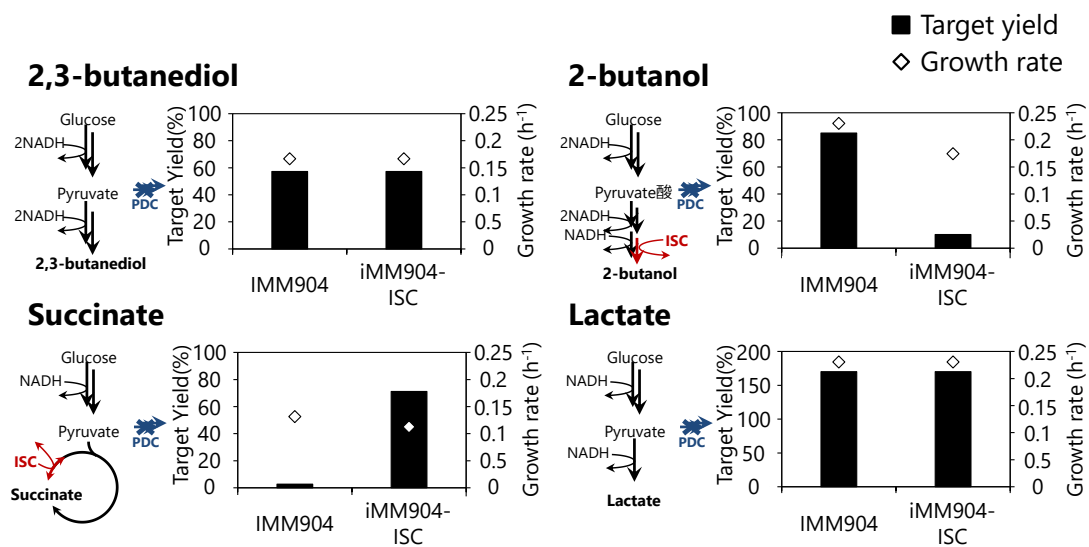 ■ Target yield
◇ Growth rate
2,3-butanediol
Glucose
2NADH
Pyruvate
PDC
2NADH
2,3-butanediol
Target Yield(%)
100
80
60
40
20
0
0.25
0.2
0.15
0.1
0.05
0
Growth rate (h⁻¹)
IMM904
iMM904-
ISC
2-butanol
Glucose
2NADH
Pyruvate酸
PDC
2NADH
NADH
ISC
2-butanol
Target Yield(%)
100
80
60
40
20
0
0.25
0.2
0.15
0.1
0.05
0
Growth rate (h⁻¹)
IMM904
iMM904-
ISC
Succinate
Glucose
NADH
Pyruvate
PDC
ISC
Succinate
Target Yield(%)
100
80
60
40
20
0
0.25
0.2
0.15
0.1
0.05
0
Growth rate (h⁻¹)
IMM904
iMM904-
ISC
Lactate
Glucose
NADH
Pyruvate
PDC
NADH
Lactate
Target Yield(%)
200
150
100
50
0
0.25
0.2
0.15
0.1
0.05
0
Growth rate (h⁻¹)
IMM904
iMM904-
ISC